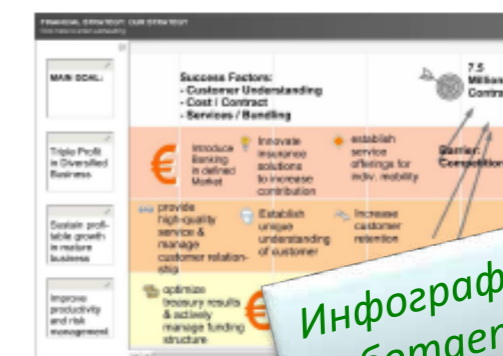 FINANCIAL STRATEGY: OUR STRATEGY
MAIN GOAL:
Success Factors:
- Customer Understanding
- Cost / Contract
- Services / Bundling
7.5
Million
Contra
Triple Profit
in Diversified
Business
Introduce
Banking
in defined
Market
Innovate
insurance
solutions
to increase
contribution
establish
service
offerings for
indiv. mobility
Barrier:
Competition
Sustain profi-
table growth
in mature
business
provide
high-quality
service &
manage
customer relation-
ship
Establish
unique
understanding
of customer
Increase
customer
retention
Improve
productivity
and risk
management
optimize
treasury results
& actively
manage funding
structure
Инфограф
ботает